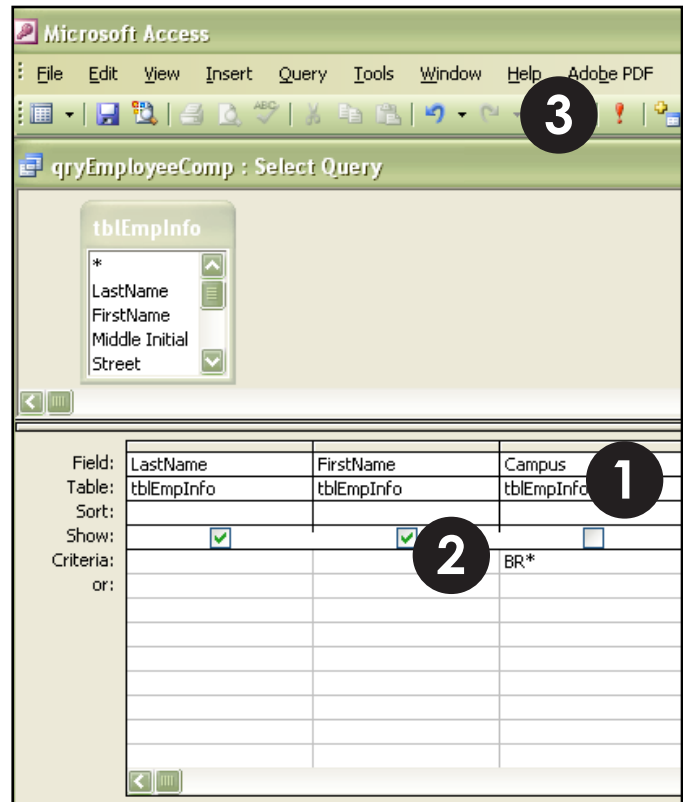 Microsoft Access
File Edit View Insert Query Tools Window Help Adobe PDF
ABC
3
qryEmployeeComp : Select Query
tblEmpInfo
*
LastName
FirstName
Middle Initial
Street
Field: LastName FirstName Campus
1
Table: tblEmpInfo tblEmpInfo tblEmpInfo
Sort:
Show:
2
Criteria: BR*
or: